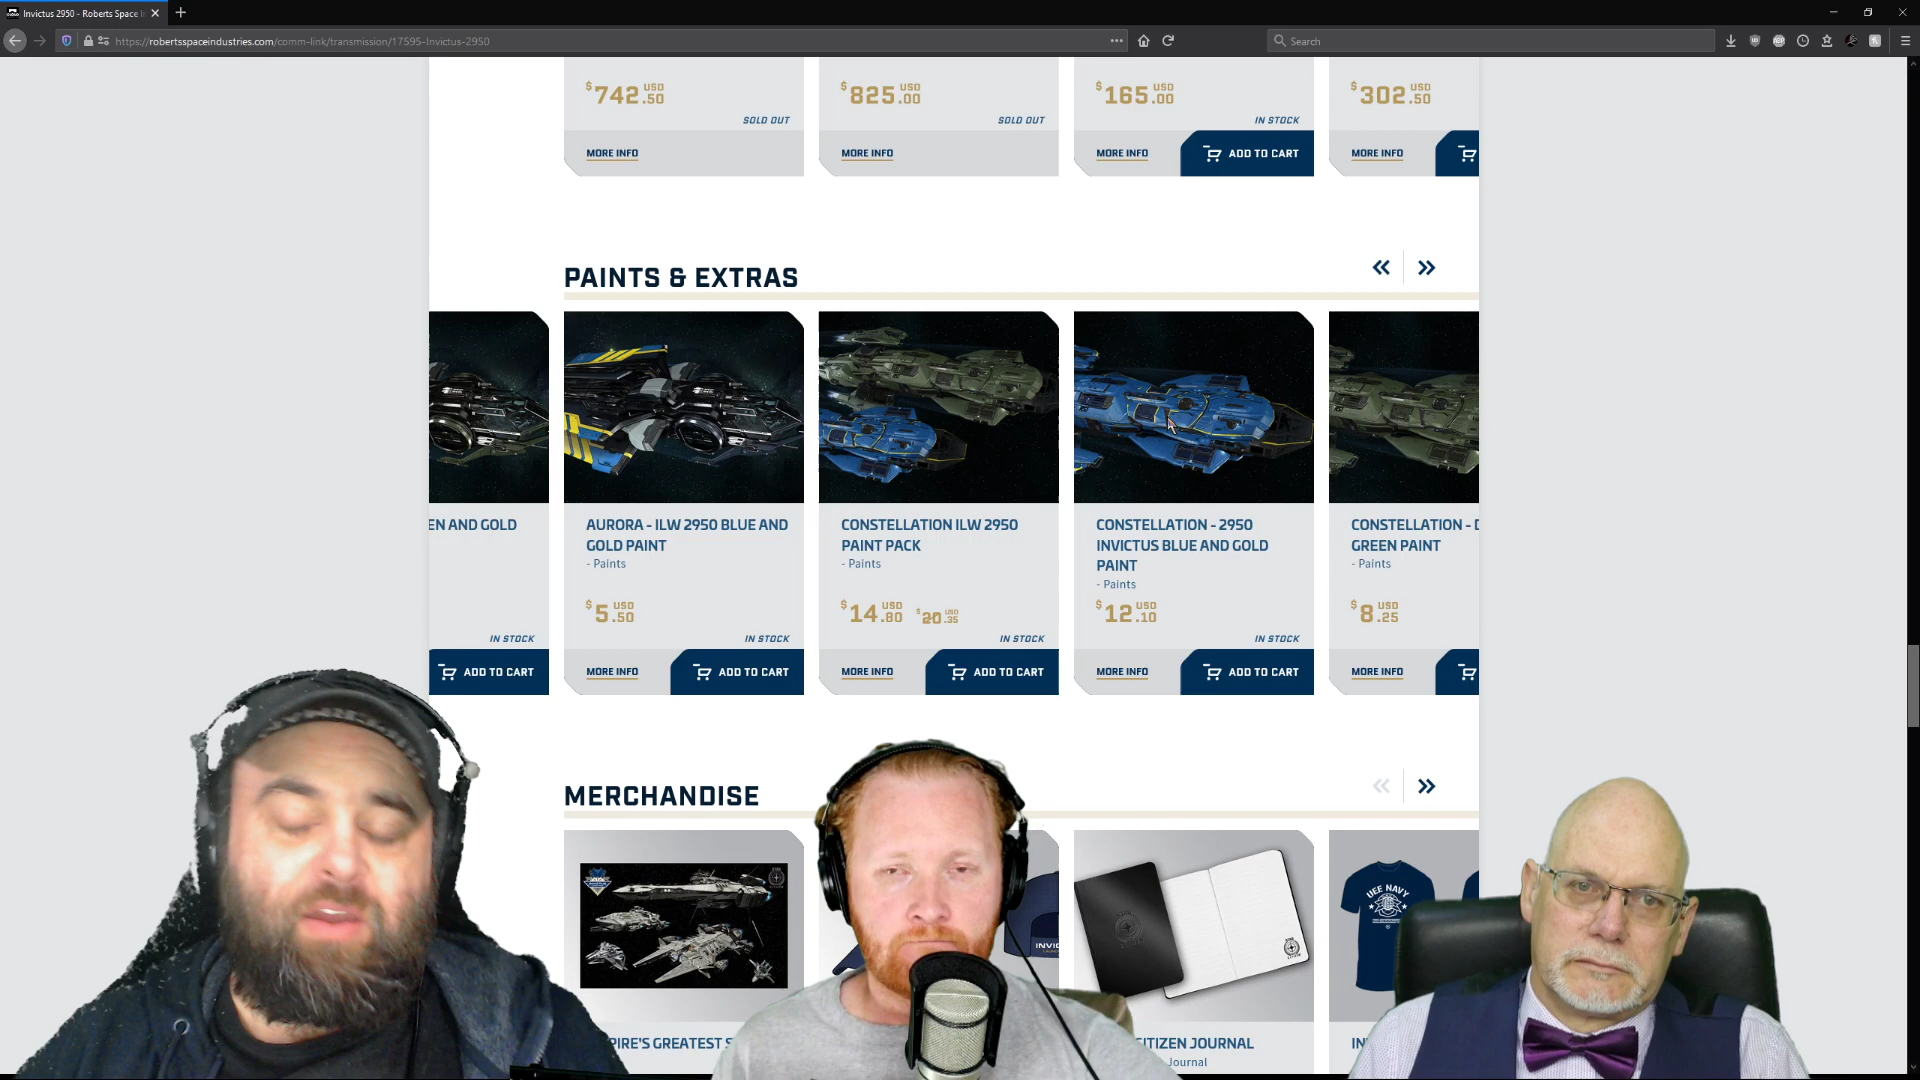 Invictus 2950 - Roberts Space I
https://robertsspaceindustries.com/comm-link/transmission/17595-Invictus-2950
Search
$742.50 USD
SOLD OUT
MORE INFO
$825.00 USD
SOLD OUT
MORE INFO
$165.00 USD
IN STOCK
MORE INFO
ADD TO CART
$302.50 USD
MORE INFO
PAINTS & EXTRAS
EN AND GOLD
IN STOCK
ADD TO CART
AURORA - ILW 2950 BLUE AND
GOLD PAINT
- Paints
$5.50 USD
IN STOCK
MORE INFO
ADD TO CART
CONSTELLATION ILW 2950
PAINT PACK
- Paints
$14.80 USD $20.35 USD
IN STOCK
MORE INFO
ADD TO CART
CONSTELLATION - 2950
INVICTUS BLUE AND GOLD
PAINT
- Paints
$12.10 USD
IN STOCK
MORE INFO
ADD TO CART
CONSTELLATION - D
GREEN PAINT
- Paints
$8.25 USD
MORE INFO
MERCHANDISE
INVIC
UEE NAVY
PIRE'S GREATEST S
CITIZEN JOURNAL
Journal
IN